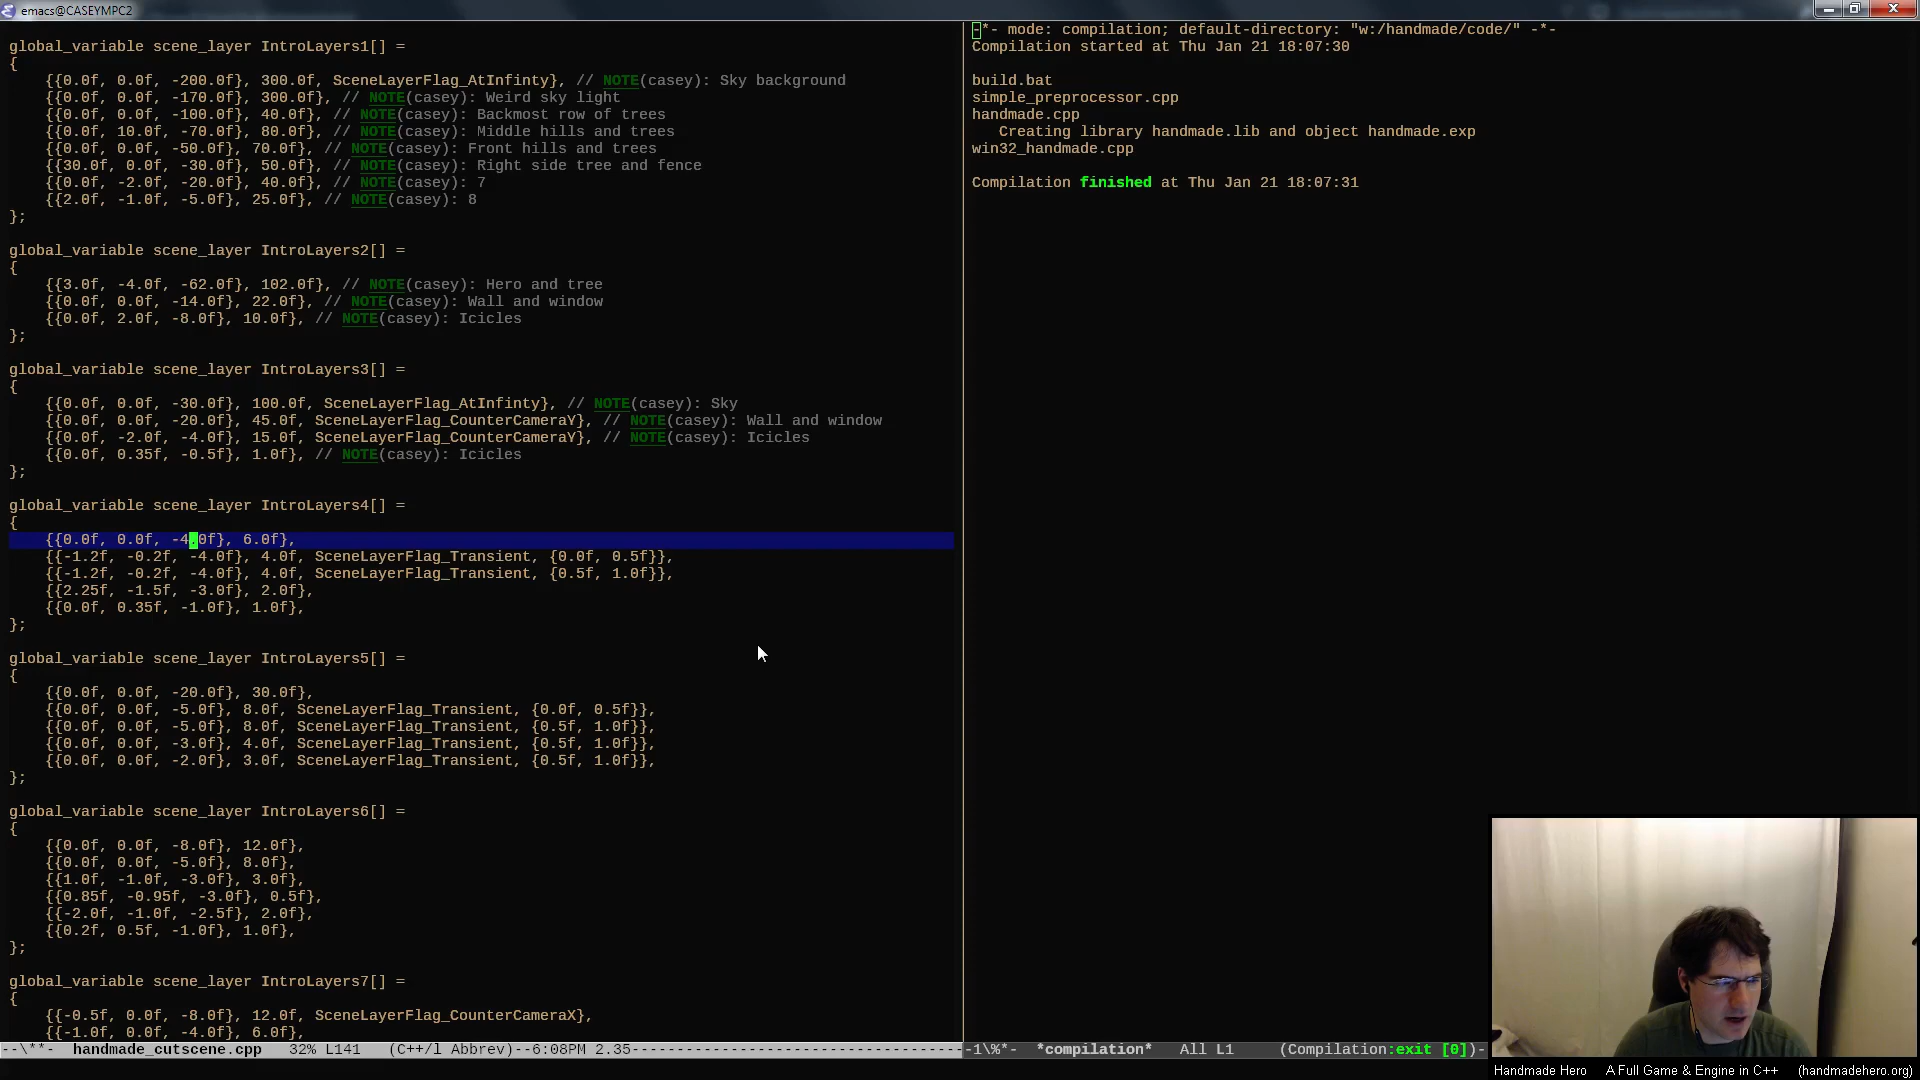 emacs@CASEYMPC2
global_variable scene_layer IntroLayers1[] =
{
{{0.0f, 0.0f, -200.0f}, 300.0f, SceneLayerFlag_AtInfinty}, // NOTE(casey): Sky background
{{0.0f, 0.0f, -170.0f}, 300.0f}, // NOTE(casey): Weird sky light
{{0.0f, 0.0f, -100.0f}, 40.0f}, // NOTE(casey): Backmost row of trees
{{0.0f, 10.0f, -70.0f}, 80.0f}, // NOTE(casey): Middle hills and trees
{{0.0f, 0.0f, -50.0f}, 70.0f}, // NOTE(casey): Front hills and trees
{{30.0f, 0.0f, -30.0f}, 50.0f}, // NOTE(casey): Right side tree and fence
{{0.0f, -2.0f, -20.0f}, 40.0f}, // NOTE(casey): 7
{{2.0f, -1.0f, -5.0f}, 25.0f}, // NOTE(casey): 8
};
global_variable scene_layer IntroLayers2[] =
{
{{3.0f, -4.0f, -62.0f}, 102.0f}, // NOTE(casey): Hero and tree
{{0.0f, 0.0f, -14.0f}, 22.0f}, // NOTE(casey): Wall and window
{{0.0f, 2.0f, -8.0f}, 10.0f}, // NOTE(casey): Icicles
};
global_variable scene_layer IntroLayers3[] =
{
{{0.0f, 0.0f, -30.0f}, 100.0f, SceneLayerFlag_AtInfinty}, // NOTE(casey): Sky
{{0.0f, 0.0f, -20.0f}, 45.0f, SceneLayerFlag_CounterCameraY}, // NOTE(casey): Wall and window
{{0.0f, -2.0f, -4.0f}, 15.0f, SceneLayerFlag_CounterCameraY}, // NOTE(casey): Icicles
{{0.0f, 0.35f, -0.5f}, 1.0f}, // NOTE(casey): Icicles
};
global_variable scene_layer IntroLayers4[] =
{
{{0.0f, 0.0f, -4.0f}, 6.0f},
{{-1.2f, -0.2f, -4.0f}, 4.0f, SceneLayerFlag_Transient, {0.0f, 0.5f}},
{{-1.2f, -0.2f, -4.0f}, 4.0f, SceneLayerFlag_Transient, {0.5f, 1.0f}},
{{2.25f, -1.5f, -3.0f}, 2.0f},
{{0.0f, 0.35f, -1.0f}, 1.0f},
};
global_variable scene_layer IntroLayers5[] =
{
{{0.0f, 0.0f, -20.0f}, 30.0f},
{{0.0f, 0.0f, -5.0f}, 8.0f, SceneLayerFlag_Transient, {0.0f, 0.5f}},
{{0.0f, 0.0f, -5.0f}, 8.0f, SceneLayerFlag_Transient, {0.5f, 1.0f}},
{{0.0f, 0.0f, -3.0f}, 4.0f, SceneLayerFlag_Transient, {0.5f, 1.0f}},
{{0.0f, 0.0f, -2.0f}, 3.0f, SceneLayerFlag_Transient, {0.5f, 1.0f}},
};
global_variable scene_layer IntroLayers6[] =
{
{{0.0f, 0.0f, -8.0f}, 12.0f},
{{0.0f, 0.0f, -5.0f}, 8.0f},
{{1.0f, -1.0f, -3.0f}, 3.0f},
{{0.85f, -0.95f, -3.0f}, 0.5f},
{{-2.0f, -1.0f, -2.5f}, 2.0f},
{{0.2f, 0.5f, -1.0f}, 1.0f},
};
global_variable scene_layer IntroLayers7[] =
{
{{-0.5f, 0.0f, -8.0f}, 12.0f, SceneLayerFlag_CounterCameraX},
{{-1.0f, 0.0f, -4.0f}, 6.0f},
--\**- handmade_cutscene.cpp 32% L141 (C++/l Abbrev)--6:08PM 2.35-------------------------------------
-*- mode: compilation; default-directory: "w:/handmade/code/" -*-
Compilation started at Thu Jan 21 18:07:30
build.bat
simple_preprocessor.cpp
handmade.cpp
Creating library handmade.lib and object handmade.exp
win32_handmade.cpp
Compilation finished at Thu Jan 21 18:07:31
-1\%*- *compilation* All L1 (Compilation:exit [0])-
Handmade Hero A Full Game & Engine in C++ (handmadehero.org)